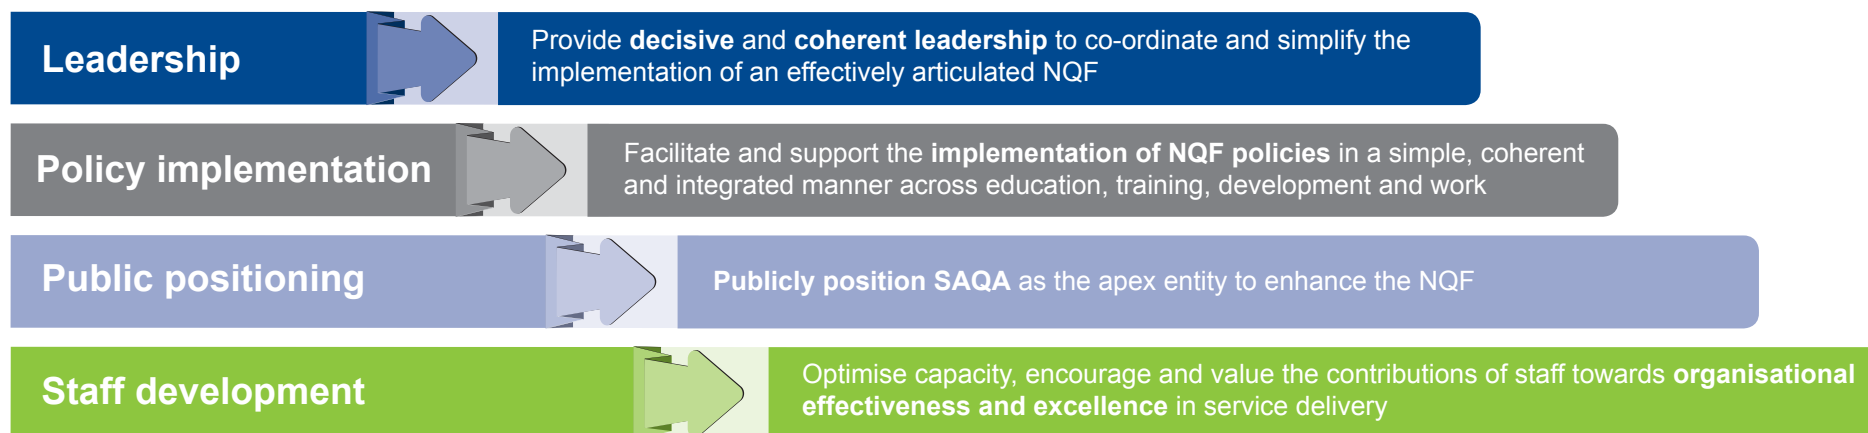 Leadership
Provide decisive and coherent leadership to co-ordinate and simplify the
implementation of an effectively articulated NQF
Policy implementation
Facilitate and support the implementation of NQF policies in a simple, coherent
and integrated manner across education, training, development and work
Public positioning
Publicly position SAQA as the apex entity to enhance the NQF
Staff development
Optimise capacity, encourage and value the contributions of staff towards organisational
effectiveness and excellence in service delivery